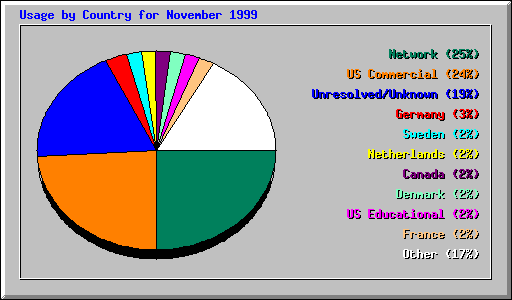 Usage by Country for November 1999
Network (25%)
US Commercial (24%)
Unresolved/Unknown (19%)
Germany (3%)
Sweden (2%)
Netherlands (2%)
Canada (2%)
Denmark (2%)
US Educational (2%)
France (2%)
Other (17%)